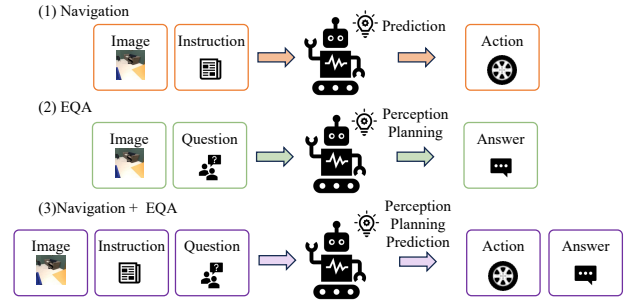 (1) Navigation
Image
Instruction
Prediction
Action
(2) EQA
Image
Question
?
Perception
Planning
Answer
(3)Navigation + EQA
Image
Instruction
Question
?
Perception
Planning
Prediction
Action
Answer